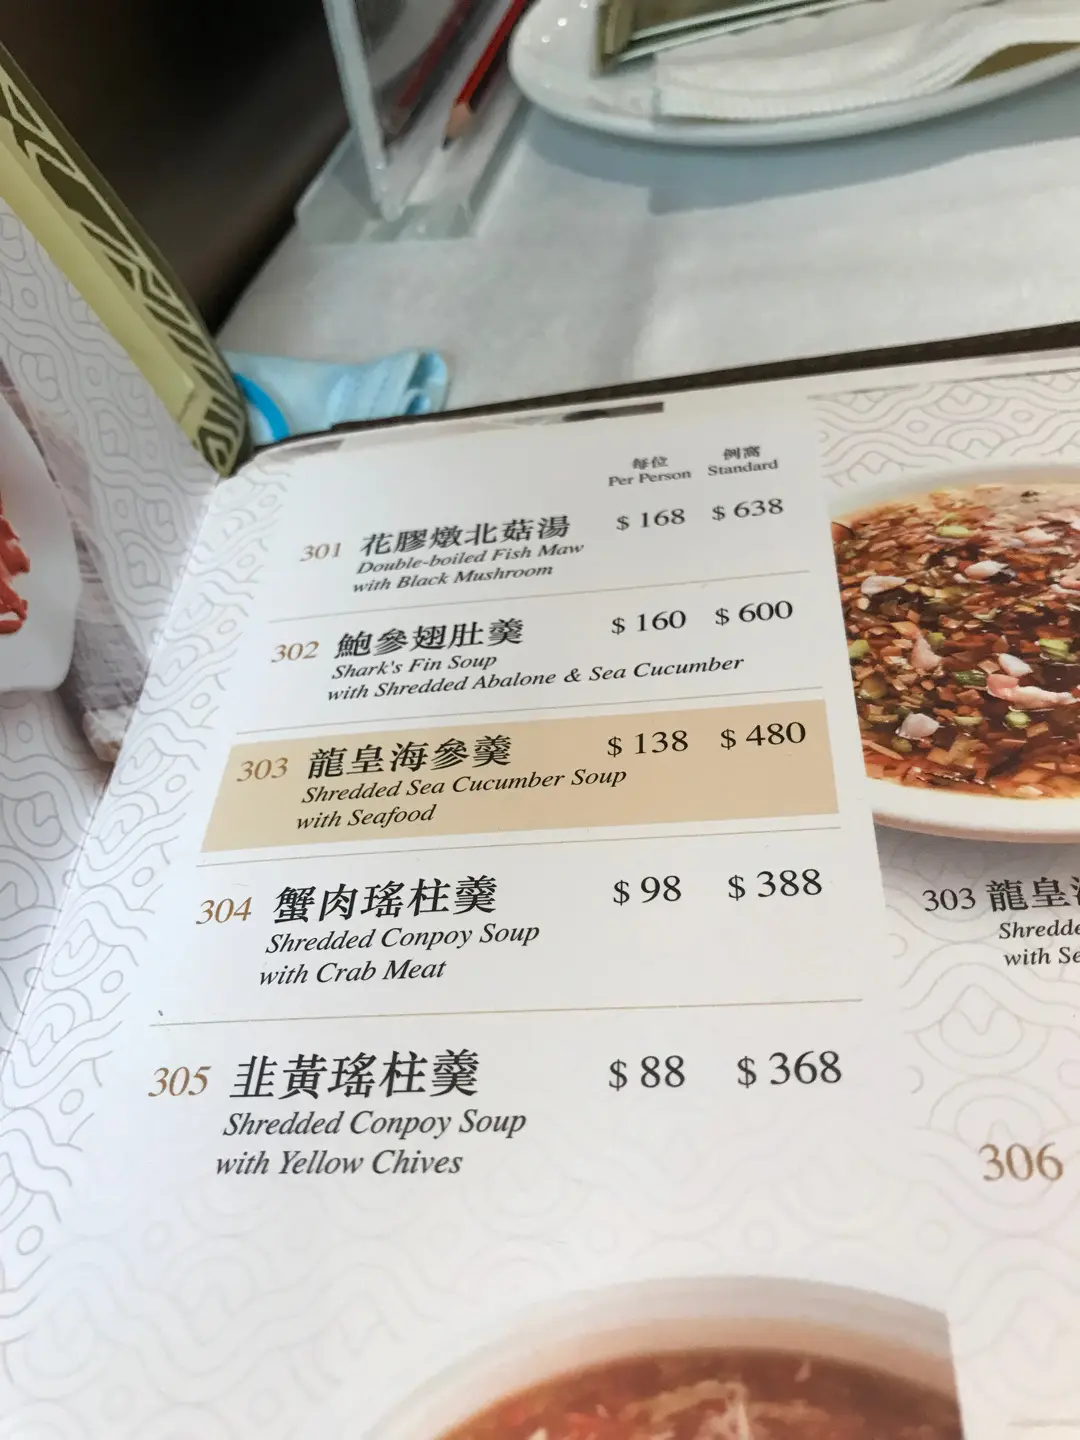 每位 例窩
Per Person Standard
301 花膠燉北菇湯 $ 168 $ 638
Double-boiled Fish Maw
with Black Mushroom
302 鮑參翅肚羹 $ 160 $ 600
Shark's Fin Soup
with Shredded Abalone & Sea Cucumber
303 龍皇海參羹 $ 138 $ 480
Shredded Sea Cucumber Soup
with Seafood
304 蟹肉瑤柱羹 $ 98 $ 388
Shredded Conpoy Soup
with Crab Meat
305 韭黃瑤柱羹 $ 88 $ 368
Shredded Conpoy Soup
with Yellow Chives
303 龍皇
Shredde
with Se
306